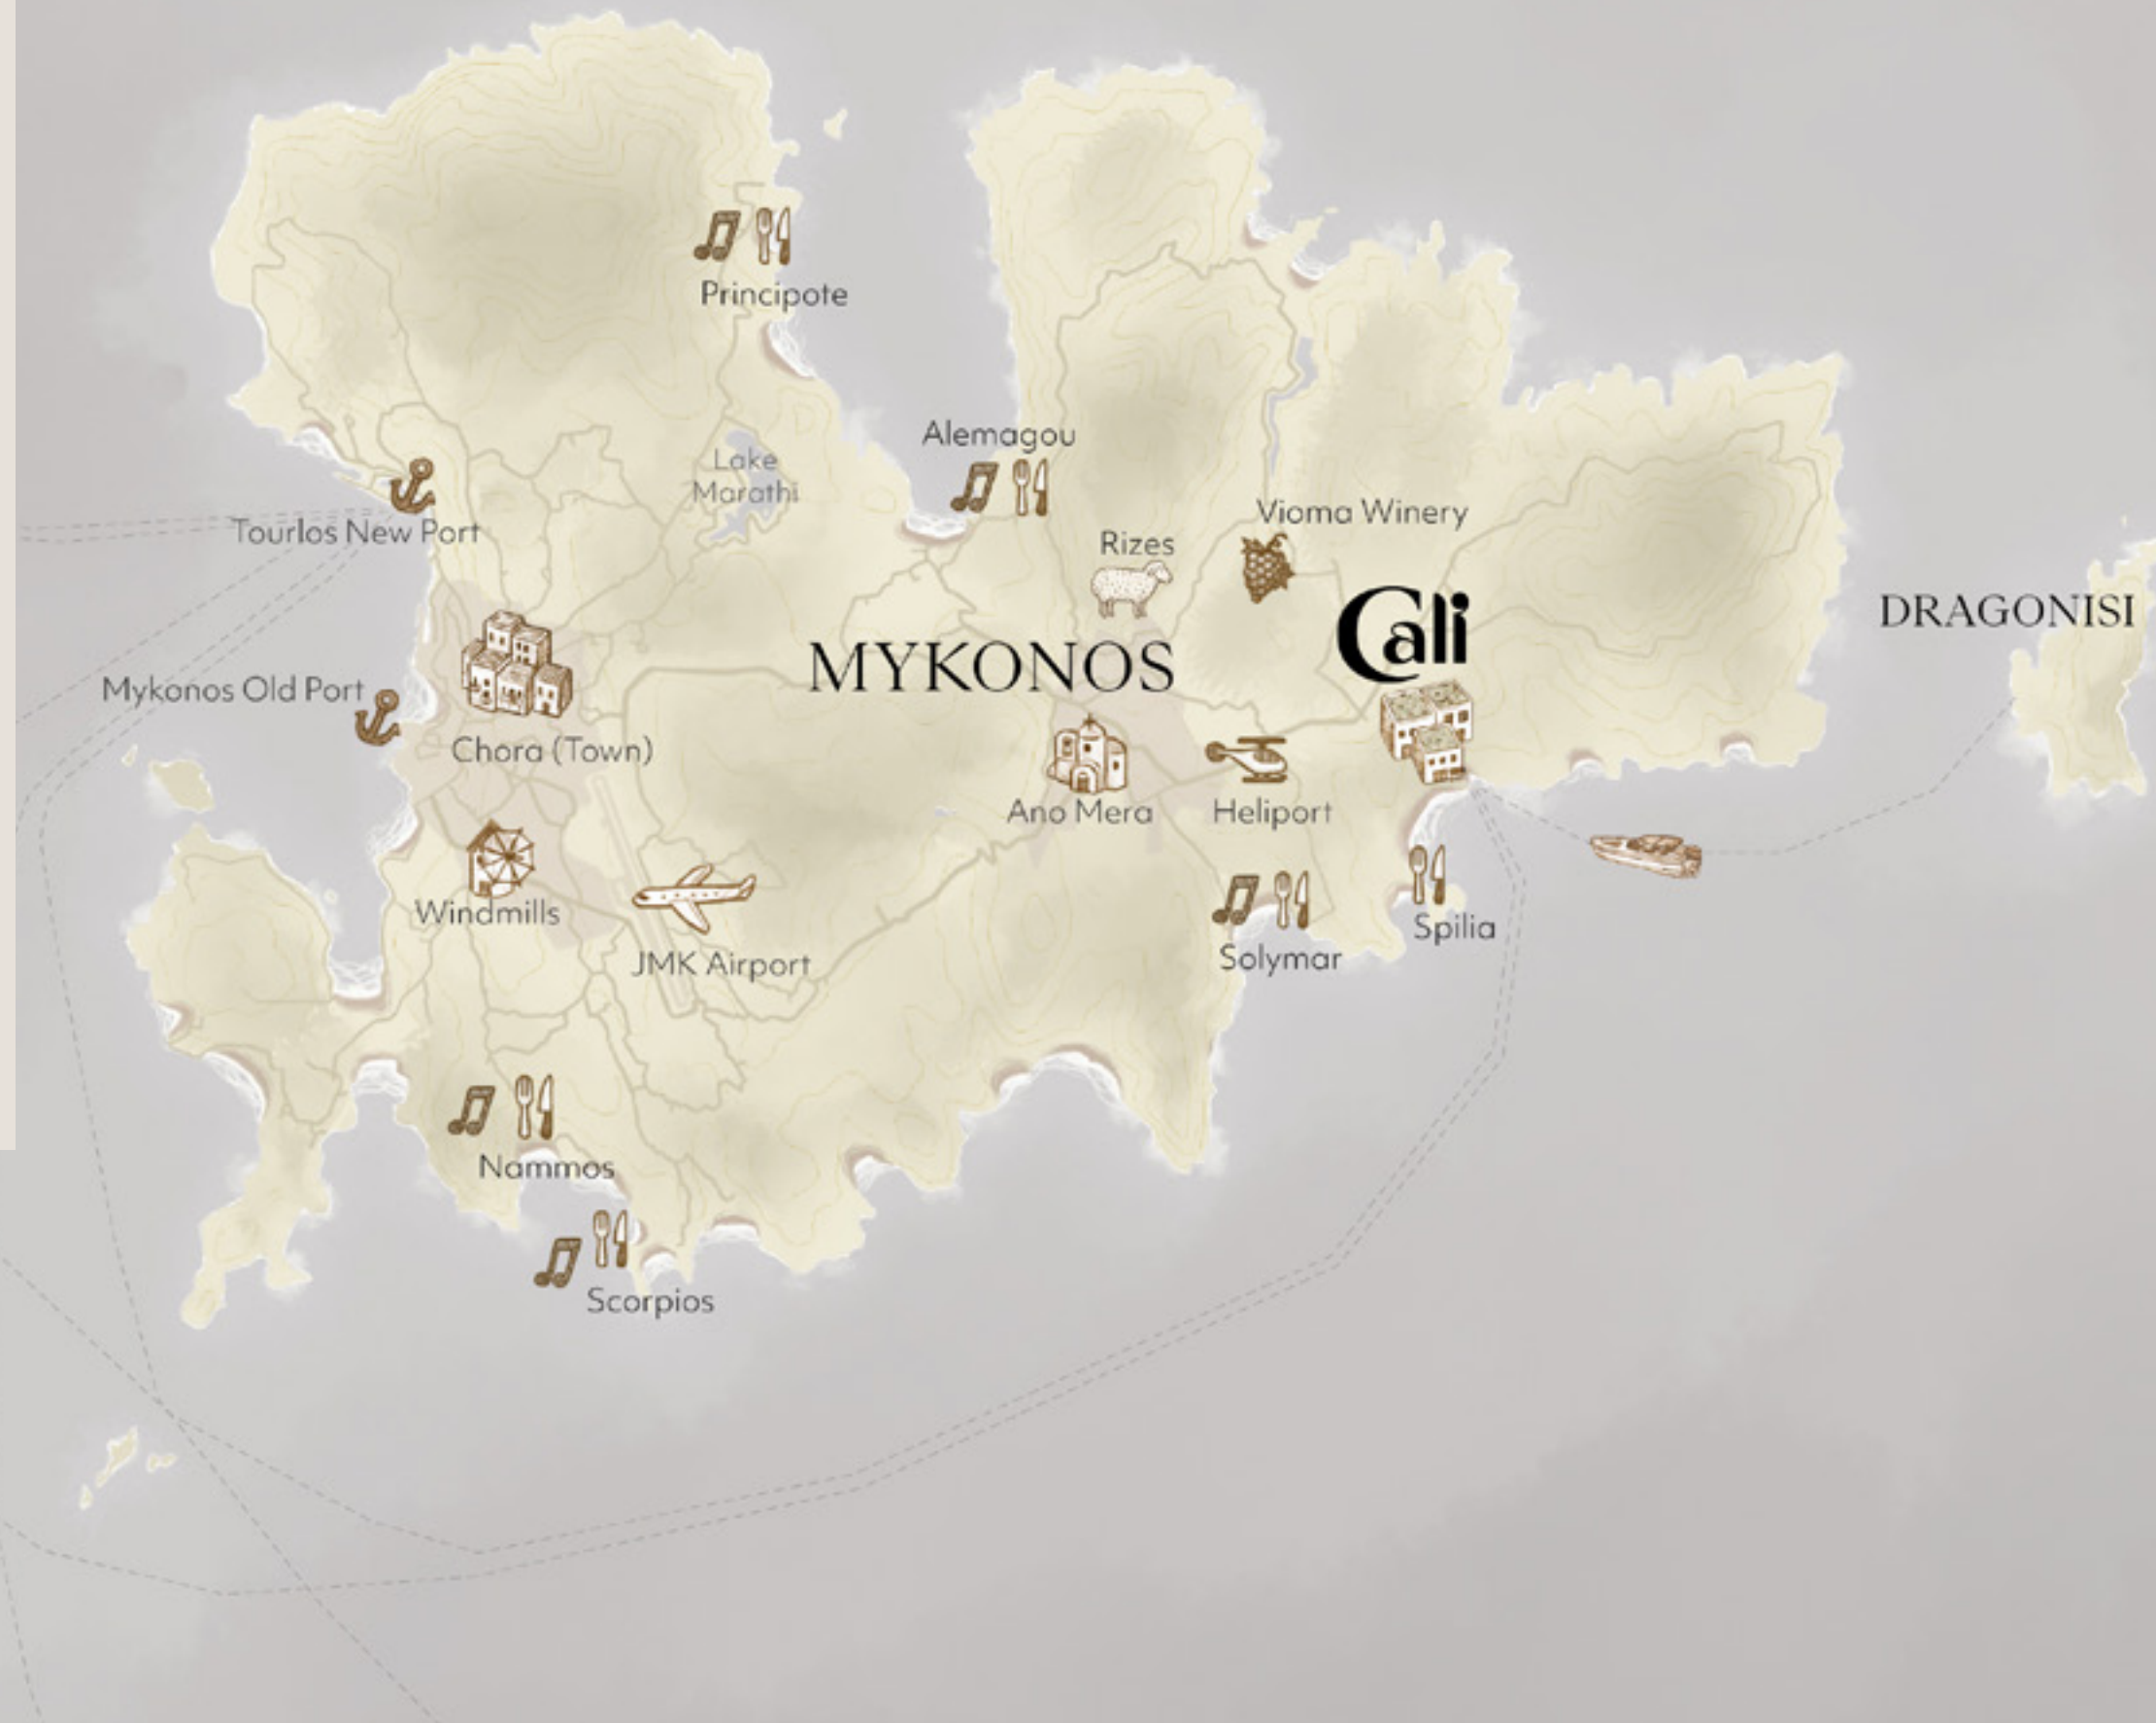 Principote
Alemagou
Lake
Marathi
Vioma Winery
Tourlos New Port
Rizes
Cali
DRAGONISI
MYKONOS
Mykonos Old Port
Chora (Town)
Ano Mera
Heliport
Windmills
Spilia
Solymar
JMK Airport
Nammos
Scorpios